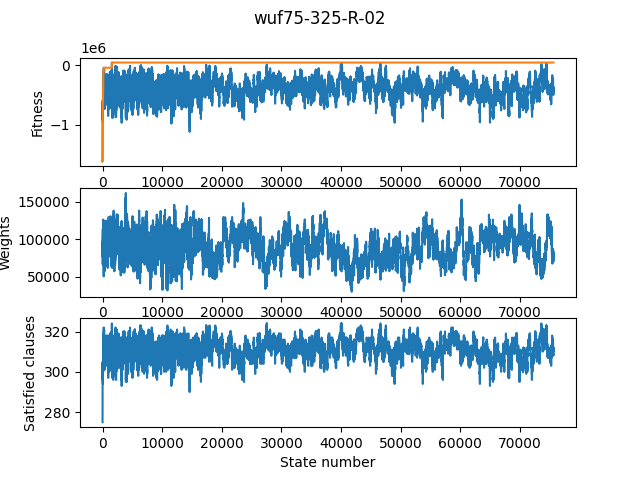 wuf75-325-R-02
1e6
0
−1
Fitness
0 10000 20000 30000 40000 50000 60000 70000
150000
100000
50000
Weights
0 10000 20000 30000 40000 50000 60000 70000
320
300
280
Satisfied clauses
0 10000 20000 30000 40000 50000 60000 70000
State number